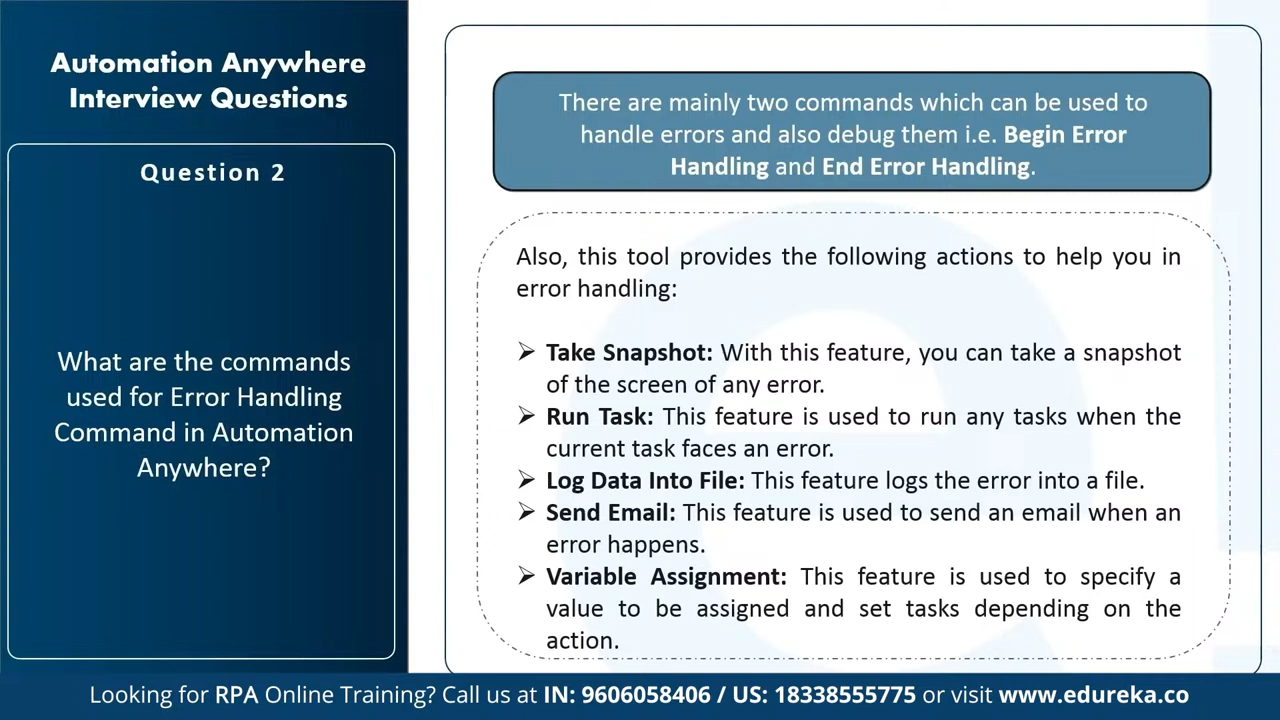 Automation Anywhere
Interview Questions
Question 2
What are the commands
used for Error Handling
Command in Automation
Anywhere?
There are mainly two commands which can be used to
handle errors and also debug them i.e. Begin Error
Handling and End Error Handling.
Also, this tool provides the following actions to help you in
error handling:
➢ Take Snapshot: With this feature, you can take a snapshot
of the screen of any error.
➢ Run Task: This feature is used to run any tasks when the
current task faces an error.
➢ Log Data Into File: This feature logs the error into a file.
➢ Send Email: This feature is used to send an email when an
error happens.
➢ Variable Assignment: This feature is used to specify a
value to be assigned and set tasks depending on the
action.
Looking for RPA Online Training? Call us at IN: 9606058406 / US: 18338555775 or visit www.edureka.co